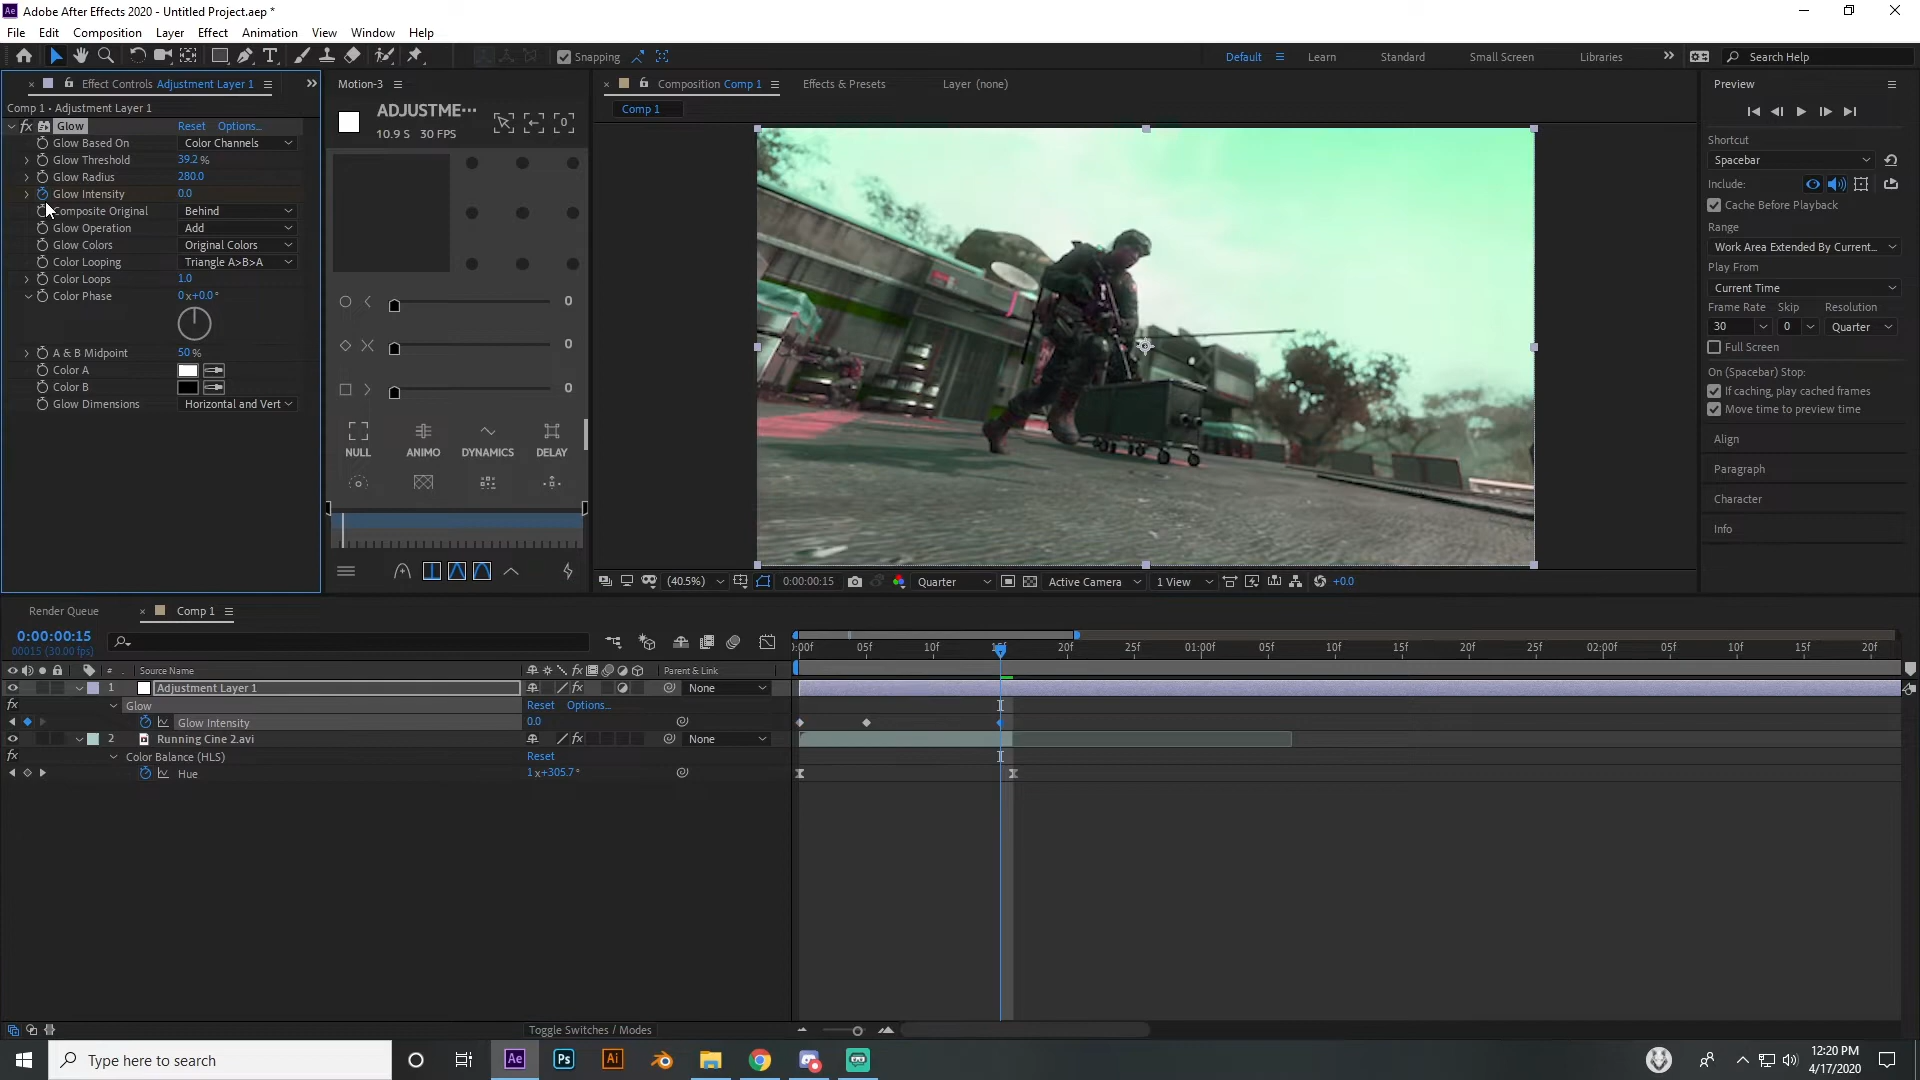 Adobe After Effects 2020 - Untitled Project.aep *
File Edit Composition Layer Effect Animation View Window Help
Snapping Default Learn Standard Small Screen Libraries Search Help
Effect Controls Adjustment Layer 1
Comp 1 • Adjustment Layer 1
fx Glow Reset Options...
Glow Based On Color Channels
Glow Threshold 39.2 %
Glow Radius 280.0
Glow Intensity 0.0
Composite Original Behind
Glow Operation Add
Glow Colors Original Colors
Color Looping Triangle A>B>A
Color Loops 1.0
Color Phase 0 x+0.0 °
A & B Midpoint 50 %
Color A
Color B
Glow Dimensions Horizontal and Vert
Motion-3
ADJUSTME···
10.9 S 30 FPS
0
0
0
NULL ANIMO DYNAMICS DELAY
Composition Comp 1 Effects & Presets Layer (none)
Comp 1
(40.5%) 0:00:00:15 Quarter Active Camera 1 View +0.0
Preview
Shortcut
Spacebar
Include:
Cache Before Playback
Range
Work Area Extended By Current...
Play From
Current Time
Frame Rate Skip Resolution
30 0 Quarter
Full Screen
On (Spacebar) Stop:
If caching, play cached frames
Move time to preview time
Align
Paragraph
Character
Info
Render Queue Comp 1
0:00:00:15
00015 (30.00 fps)
# Source Name fx Parent & Link
):00f 05f 10f 15f 20f 25f 01:00f 05f 10f 15f 20f 25f 02:00f 05f 10f 15f 20f
1 Adjustment Layer 1 fx None
fx Glow Reset Options...
Glow Intensity 0.0
2 Running Cine 2.avi fx None
fx Color Balance (HLS) Reset
Hue 1 x+305.7 °
Toggle Switches / Modes
Type here to search Ae Ps Ai
12:20 PM
4/17/2020